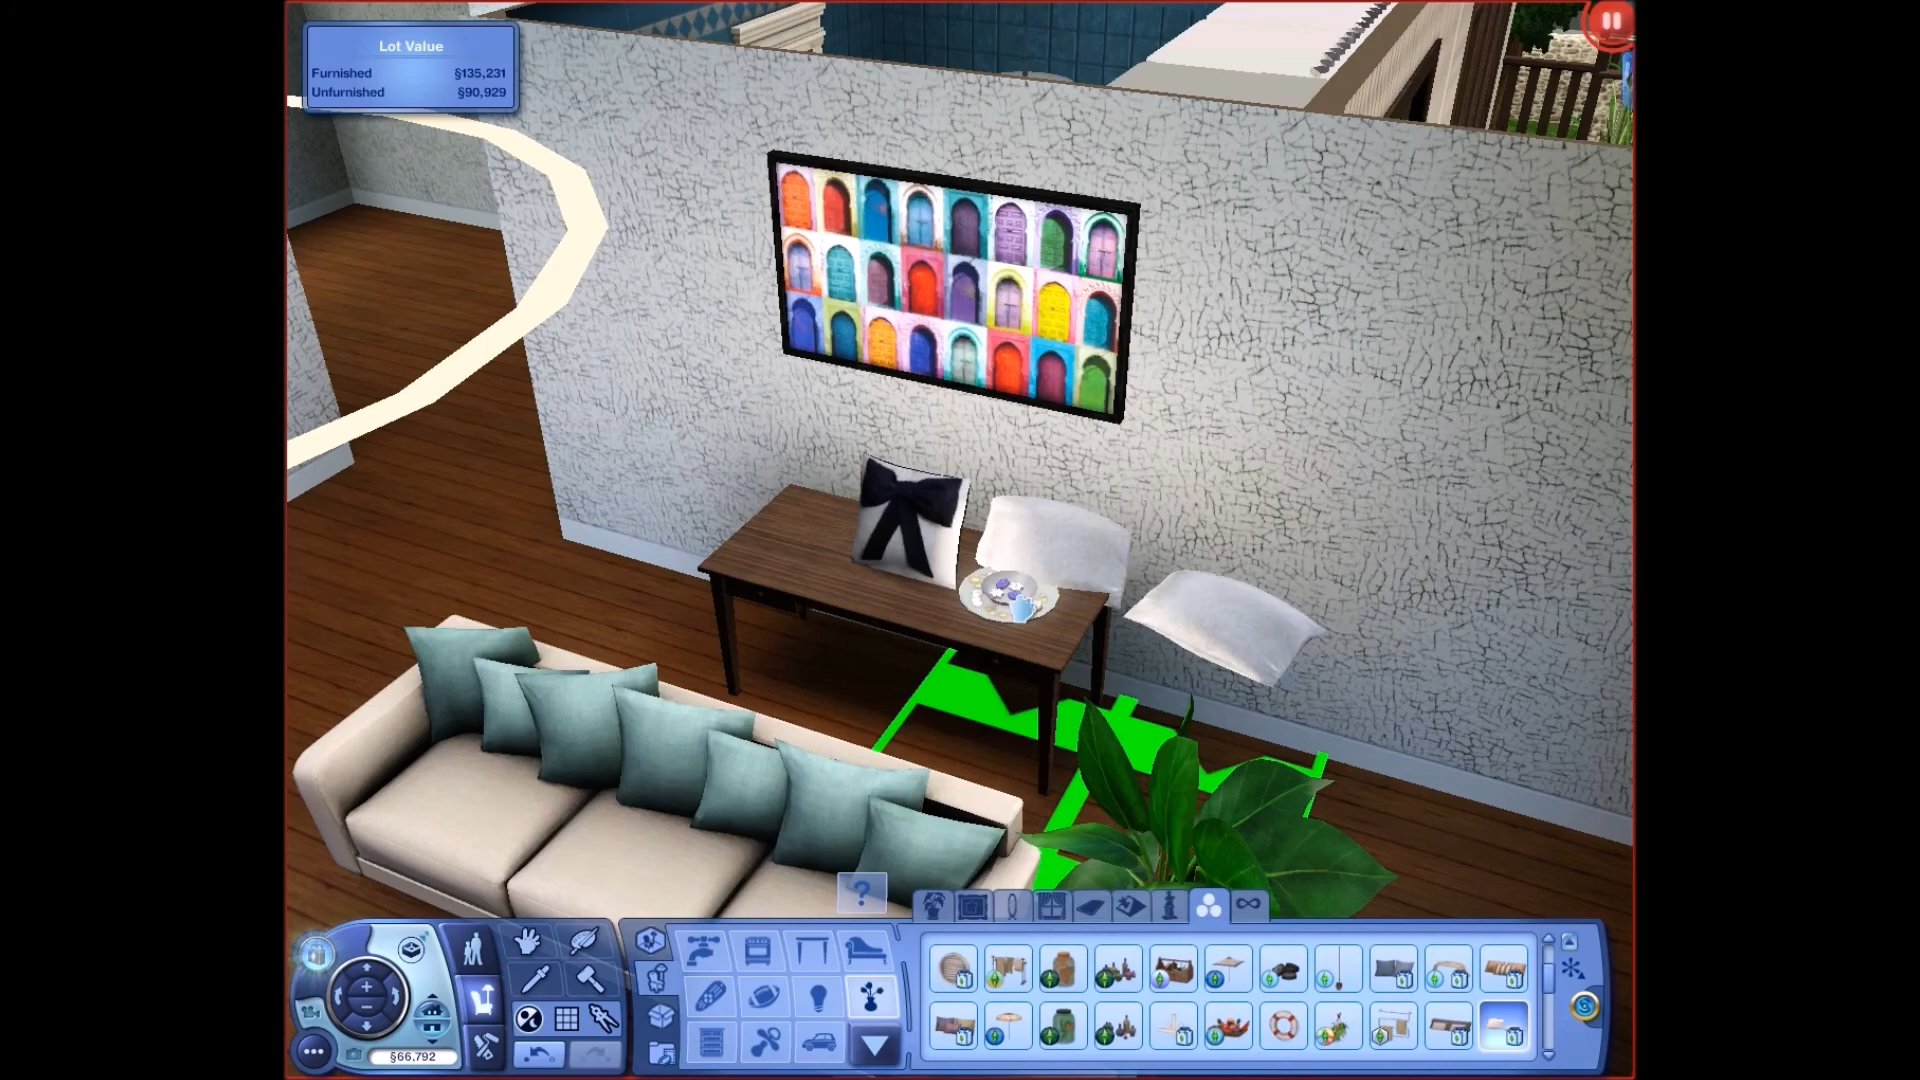 Lot Value
Furnished §135,231
Unfurnished §90,929
?
§66,792